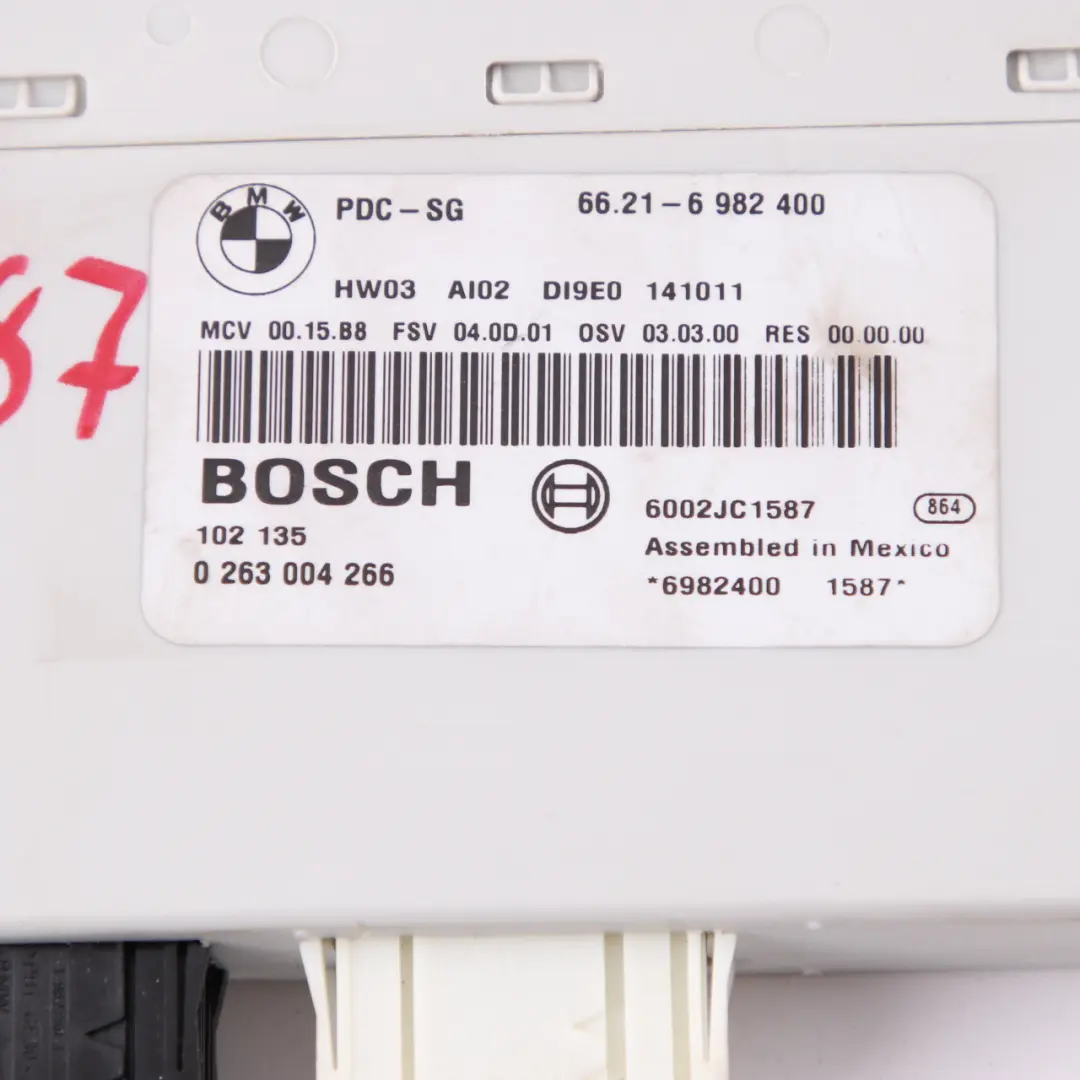 BMW
PDC-SG 66.21-6 982 400
HW03 AI02 DI9E0 141011
MCV 00.15.B8 FSV 04.0D.01 OSV 03.03.00 RES 00.00.00
87
BOSCH
6002JC1587 864
102 135
Assembled in Mexico
0 263 004 266
*6982400 1587*